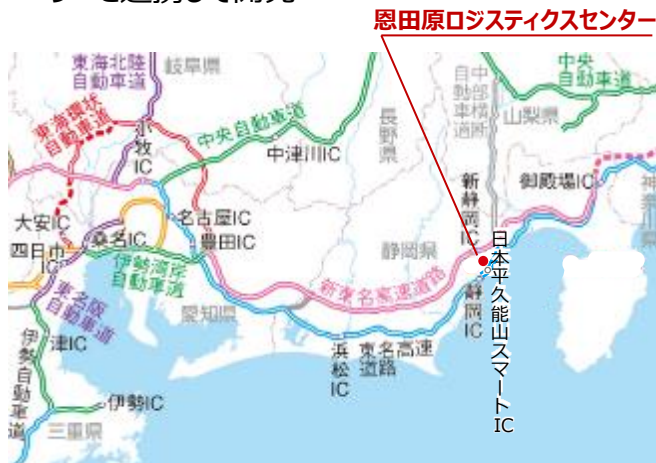 恩田原ロジスティクスセンター
東海北陸
自動車道
岐阜県
中央
自動車道
東海環状
自動車道
小牧IC
中央自動車道
中津川IC
長野県
中部横断
自動車道
山梨県
新静岡IC
御殿場IC
神奈川県
大安IC
四日市IC
桑名IC
名古屋IC
豊田IC
伊勢湾岸
自動車道
静岡県
新東名高速道路
静岡IC
日本平久能山スマートIC
東名阪
自動車道
愛知県
浜松IC
東名高速
道路
津IC
伊勢自動車道
伊勢IC
三重県